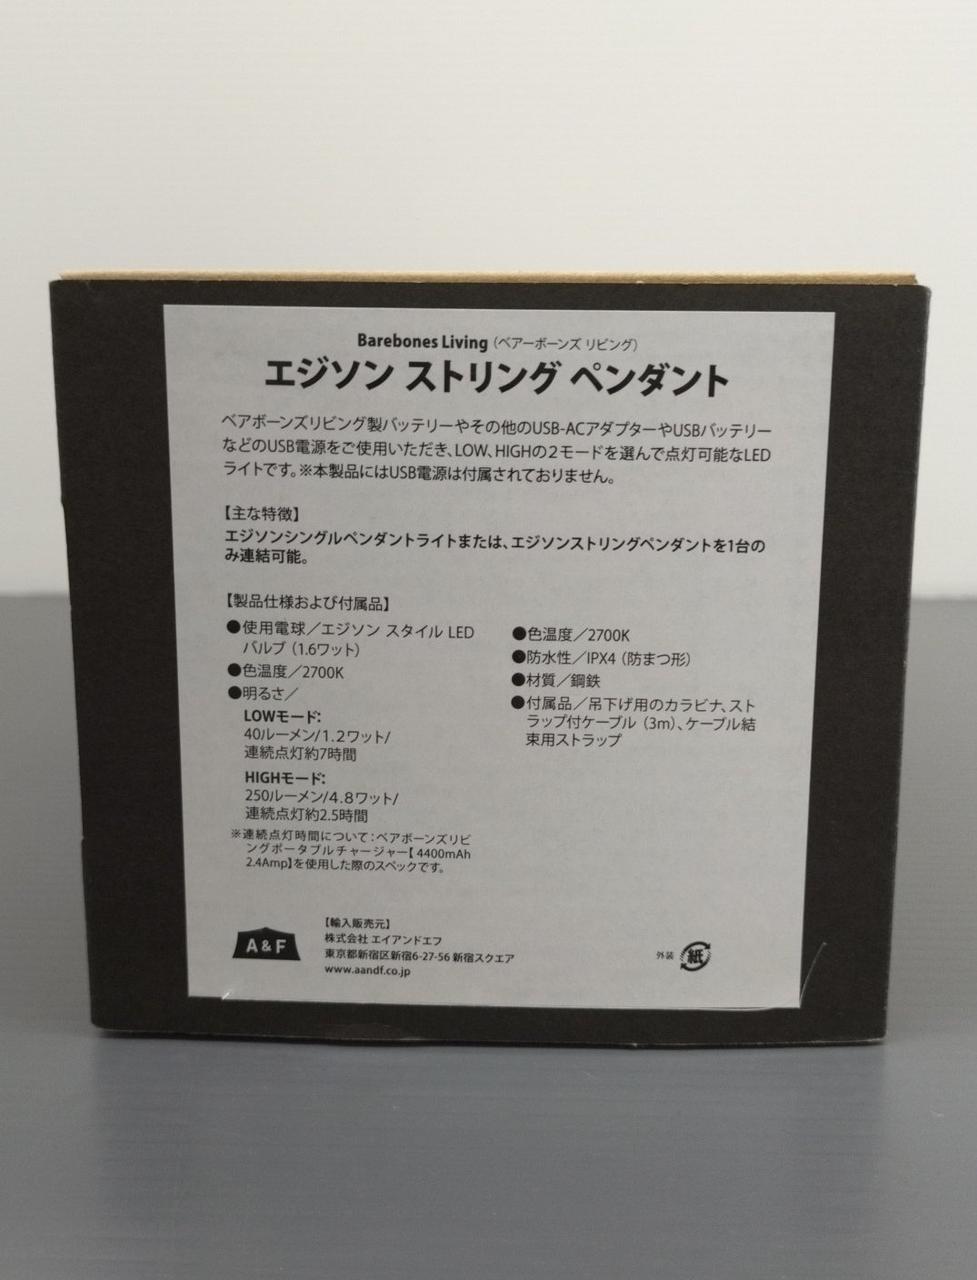 Barebones Living (ベアーボーンズ リビング)
エジソン ストリング ペンダント
ベアボーンズリビング製バッテリーやその他のUSB-ACアダプターやUSBバッテリー
などのUSB電源をご使用いただき、LOW、HIGHの2モードを選んで点灯可能なLED
ライトです。※本製品にはUSB電源は付属されておりません。
【主な特徴】
エジソンシングルペンダントライトまたは、エジソンストリングペンダントを1台の
み連結可能。
【製品仕様および付属品】
●使用電球／エジソン スタイル LED
バルブ (1.6ワット)
●色温度／2700K
●明るさ／
LOWモード:
40ルーメン/1.2ワット/
連続点灯約7時間
HIGHモード:
250ルーメン/4.8ワット/
連続点灯約2.5時間
※連続点灯時間について：ベアボーンズリビ
ングポータブルチャージャー【 4400mAh
2.4Amp】を使用した際のスペックです。
●色温度／2700K
●防水性／IPX4 (防まつ形)
●材質／鋼鉄
●付属品／吊下げ用のカラビナ、スト
ラップ付ケーブル (3m)、ケーブル結
束用ストラップ
A&F
【輸入販売元】
株式会社 エイアンドエフ
東京都新宿区新宿6-27-56 新宿スクエア
www.aandf.co.jp
外装 紙